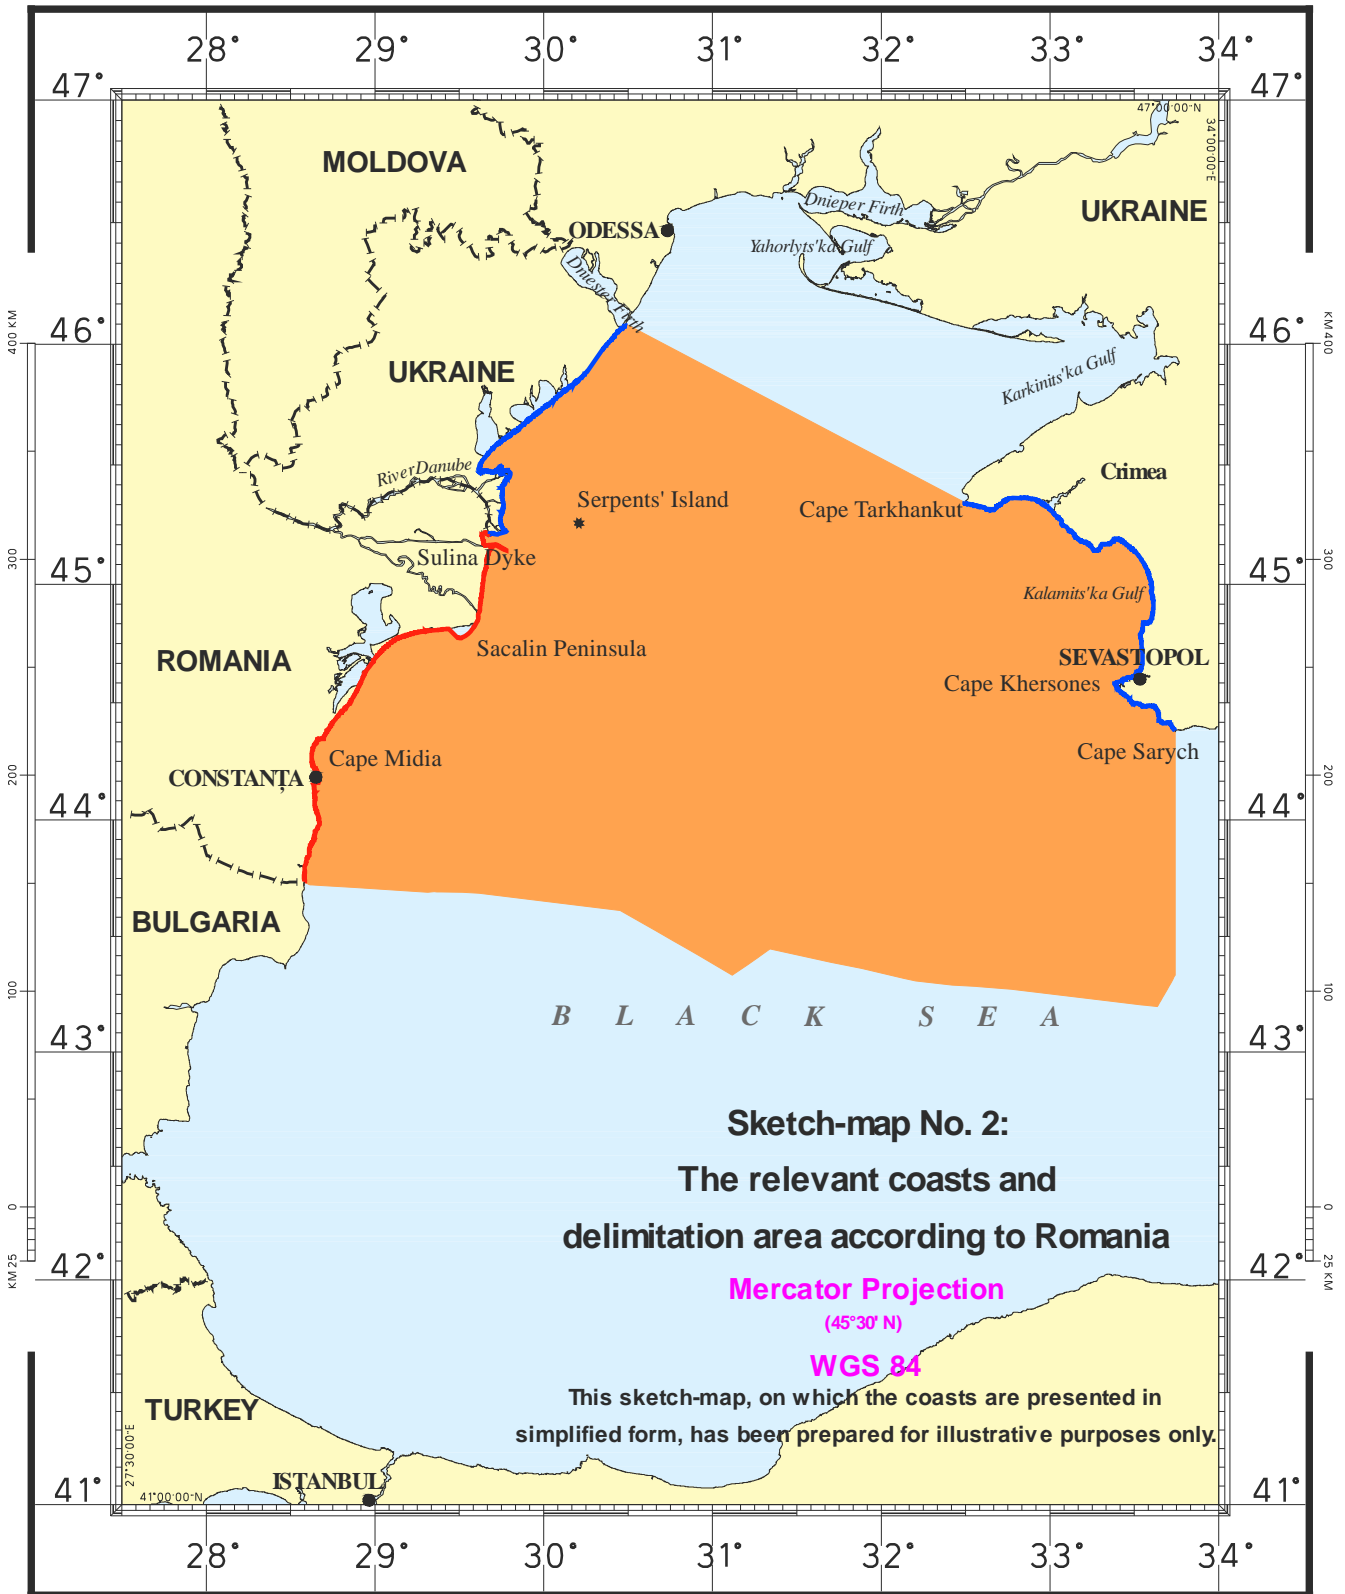 28° 29° 30° 31° 32° 33° 34°
47° 47°
47°00'00"N
34°00'00"E
MOLDOVA
Dnieper Firth
UKRAINE
ODESSA
Yahorlyts'ka Gulf
Dniester Firth
400 KM
KM 400
46° 46°
UKRAINE
Karkinits'ka Gulf
River Danube
Crimea
Serpents' Island
Cape Tarkhankut
300 300
Sulina Dyke
45° 45°
Kalamits'ka Gulf
Sacalin Peninsula
ROMANIA
SEVASTOPOL
Cape Khersones
Cape Midia
Cape Sarych
CONSTANȚA
200 200
44° 44°
BULGARIA
100 100
BLACK SEA
43° 43°
Sketch-map No. 2:
The relevant coasts and
delimitation area according to Romania
0 0
42° 42°
KM 25
25 KM
Mercator Projection
(45°30' N)
WGS 84
This sketch-map, on which the coasts are presented in
simplified form, has been prepared for illustrative purposes only.
TURKEY
27°30'00"E
ISTANBUL
41°00'00"N
41° 41°
28° 29° 30° 31° 32° 33° 34°